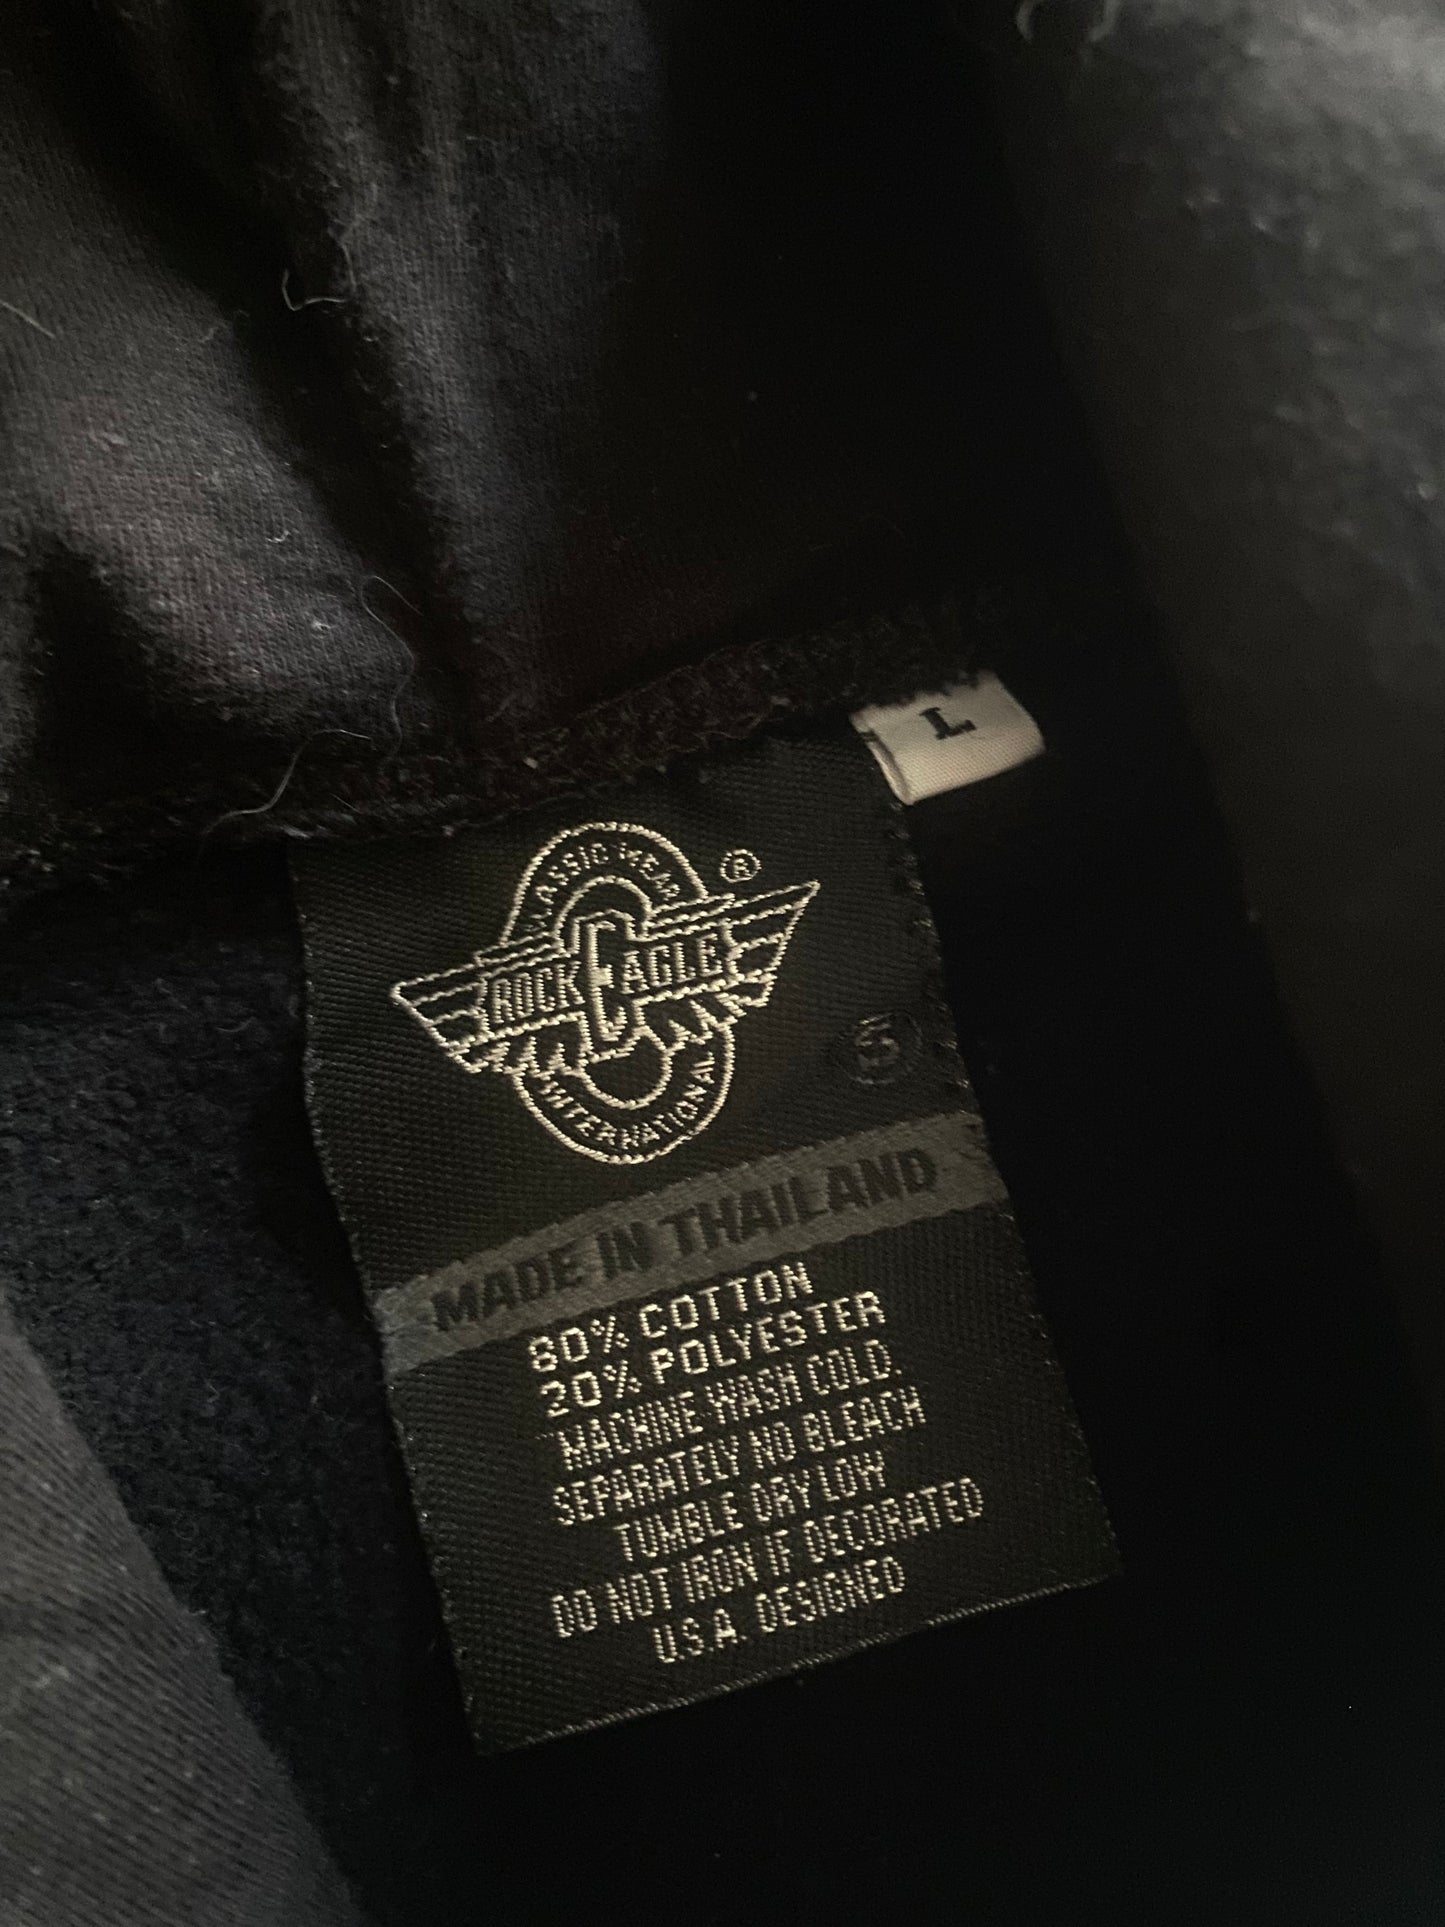 L
CLASSIC WEAR
®
ROCK EAGLE
INTERNATIONAL
5
MADE IN THAILAND
80% COTTON
20% POLYESTER
MACHINE WASH COLD.
SEPARATELY NO BLEACH
TUMBLE DRY LOW
DO NOT IRON IF DECORATED
U.S.A. DESIGNED